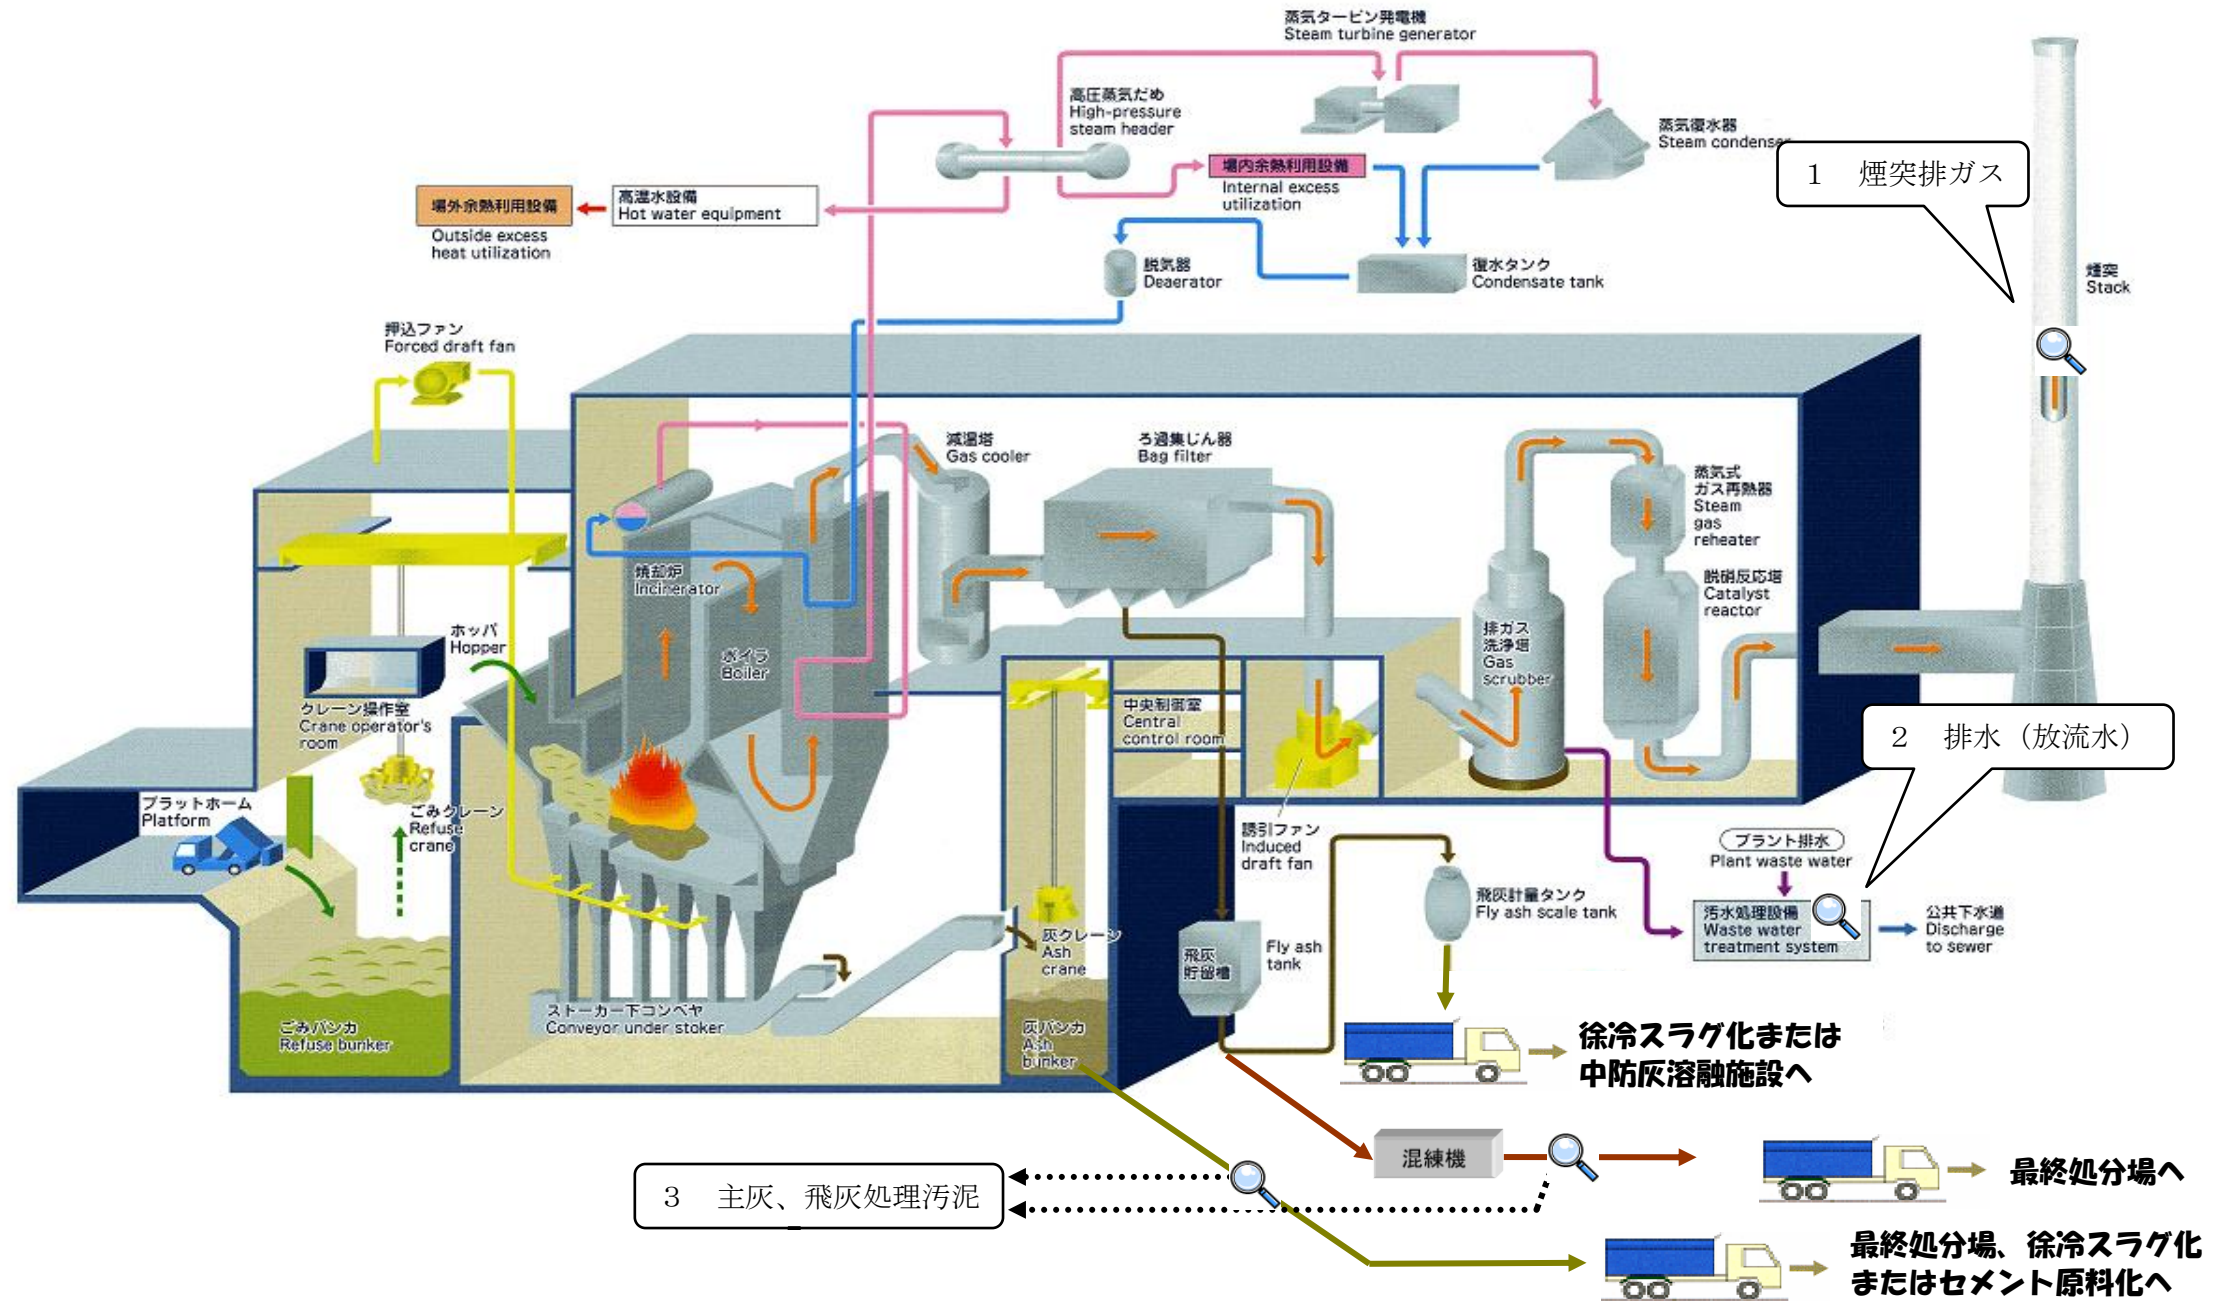 蒸気タービン発電機
Steam turbine generator
高圧蒸気だめ
High-pressure
steam header
蒸気復水器
Steam condenser
1　煙突排ガス
場内余熱利用設備
Internal excess
utilization
高温水設備
Hot water equipment
場外余熱利用設備
Outside excess
heat utilization
脱気器
Deaerator
復水タンク
Condensate tank
煙突
Stack
押込ファン
Forced draft fan
減温塔
Gas cooler
ろ過集じん器
Bag filter
蒸気式
ガス再熱器
Steam
gas
reheater
焼却炉
Incinerator
脱硝反応塔
Catalyst
reactor
ホッパ
Hopper
ボイラ
Boiler
排ガス
洗浄塔
Gas
scrubber
クレーン操作室
Crane operator's
room
中央制御室
Central
control room
2　排水（放流水）
プラットホーム
Platform
ごみクレーン
Refuse
crane
誘引ファン
Induced
draft fan
プラント排水
Plant waste water
飛灰計量タンク
Fly ash scale tank
汚水処理設備
Waste water
treatment system
公共下水道
Discharge
to sewer
灰クレーン
Ash
crane
飛灰
貯留槽
Fly ash
tank
ストーカー下コンベヤ
Conveyor under stoker
ごみバンカ
Refuse bunker
灰バンカ
Ash
bunker
徐冷スラグ化または
中防灰溶融施設へ
混練機
最終処分場へ
3　主灰、飛灰処理汚泥
最終処分場、徐冷スラグ化
またはセメント原料化へ